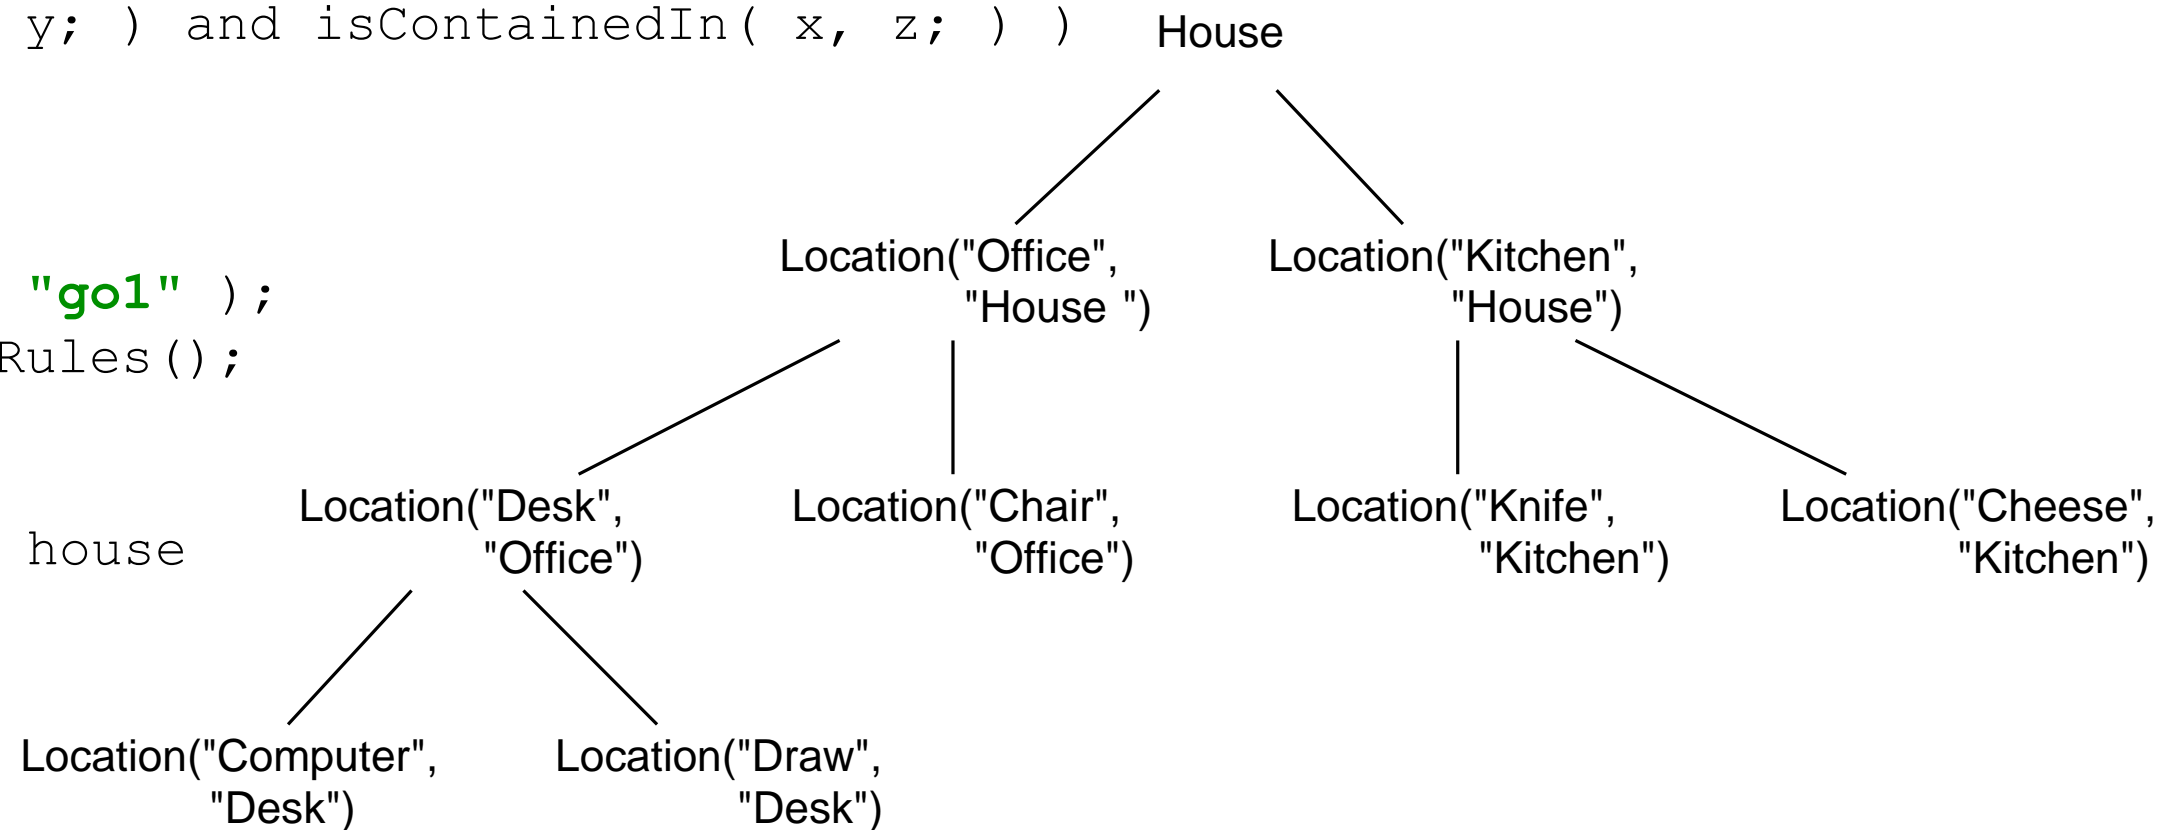 y; ) and isContainedIn( x, z; ) )
House
Location("Office",
"House ")
Location("Kitchen",
"House")
"go1" );
Rules();
Location("Desk",
"Office")
Location("Chair",
"Office")
Location("Knife",
"Kitchen")
Location("Cheese",
"Kitchen")
house
Location("Computer",
"Desk")
Location("Draw",
"Desk")